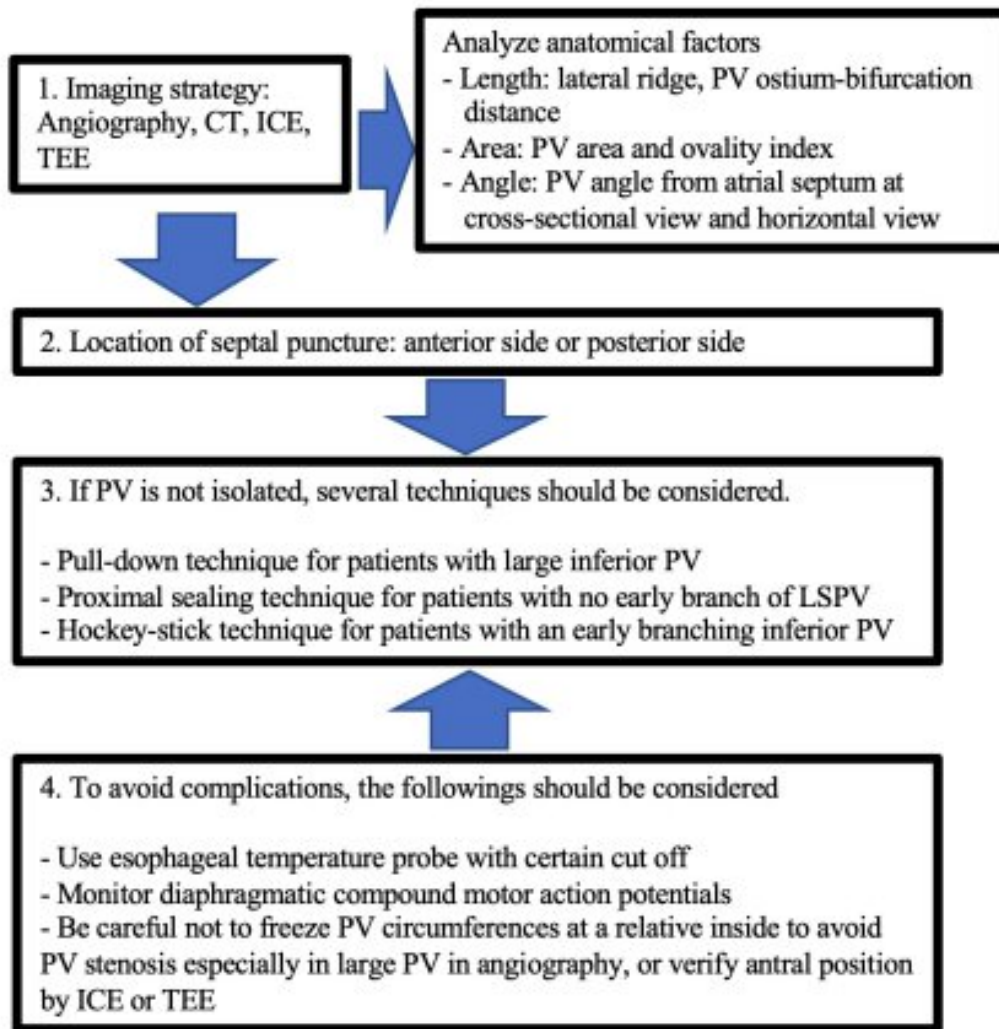 1. Imaging strategy:
Angiography, CT, ICE,
TEE
Analyze anatomical factors
- Length: lateral ridge, PV ostium-bifurcation
distance
- Area: PV area and ovality index
- Angle: PV angle from atrial septum at
cross-sectional view and horizontal view
2. Location of septal puncture: anterior side or posterior side
3. If PV is not isolated, several techniques should be considered.
- Pull-down technique for patients with large inferior PV
- Proximal sealing technique for patients with no early branch of LSPV
- Hockey-stick technique for patients with an early branching inferior PV
4. To avoid complications, the followings should be considered
- Use esophageal temperature probe with certain cut off
- Monitor diaphragmatic compound motor action potentials
- Be careful not to freeze PV circumferences at a relative inside to avoid
PV stenosis especially in large PV in angiography, or verify antral position
by ICE or TEE